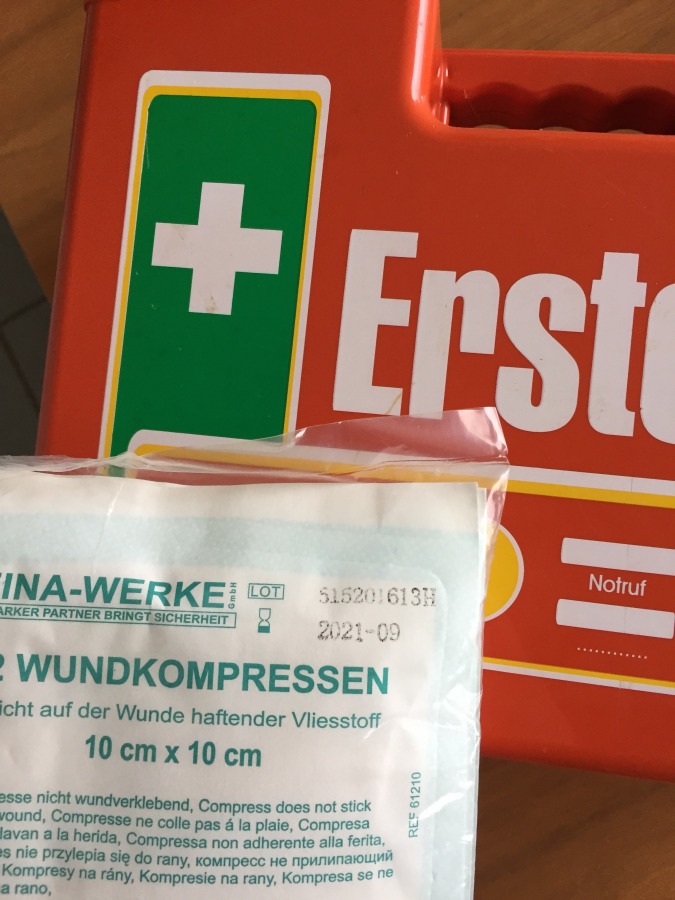 Erste
Notruf
INA-WERKE GmbH
LOT 515201613H
ARKER PARTNER BRINGT SICHERHEIT
2021-09
2 WUNDKOMPRESSEN
icht auf der Wunde haftender Vliesstoff
10 cm x 10 cm
REF 61210
esse nicht wundverklebend, Compress does not stick
wound, Compresse ne colle pas á la plaie, Compresa
lavan a la herida, Compressa non adherente alla ferita,
es nie przylepia się do rany, компресс не прилипающий
Kompresy na rány, Kompresie na rany, Kompresa se ne
a rano,